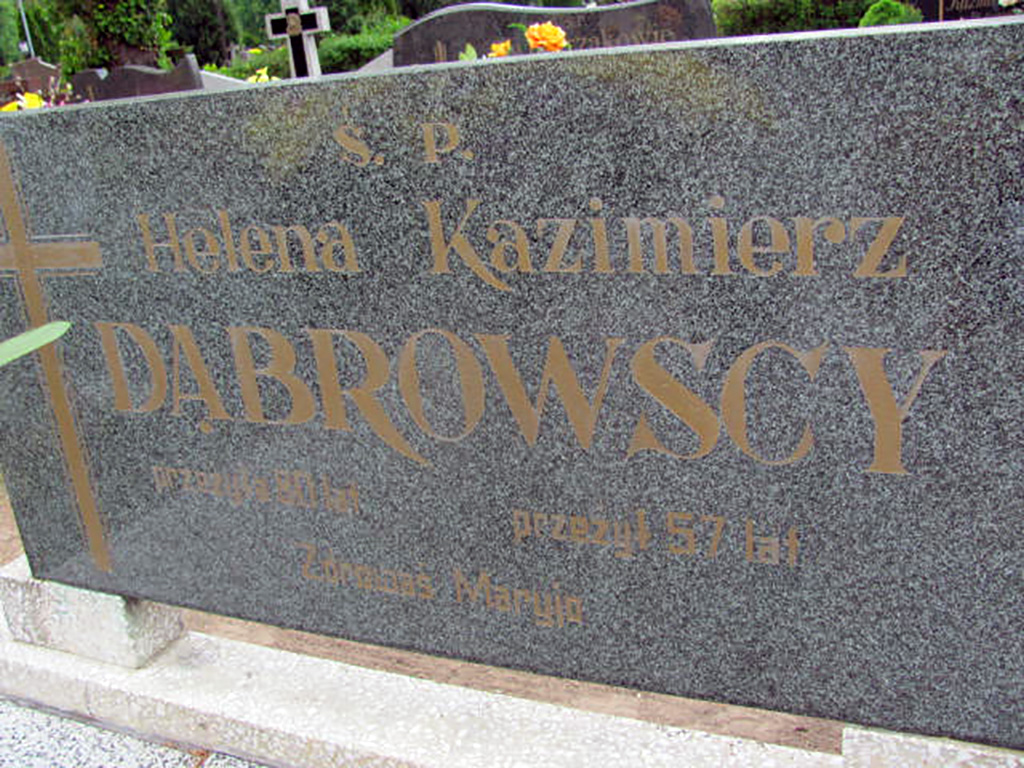 Ś. P.
Helena Kazimierz
DĄBROWSCY
przeżyła 80 lat
przeżył 57 lat
Zdrowaś Maryjo